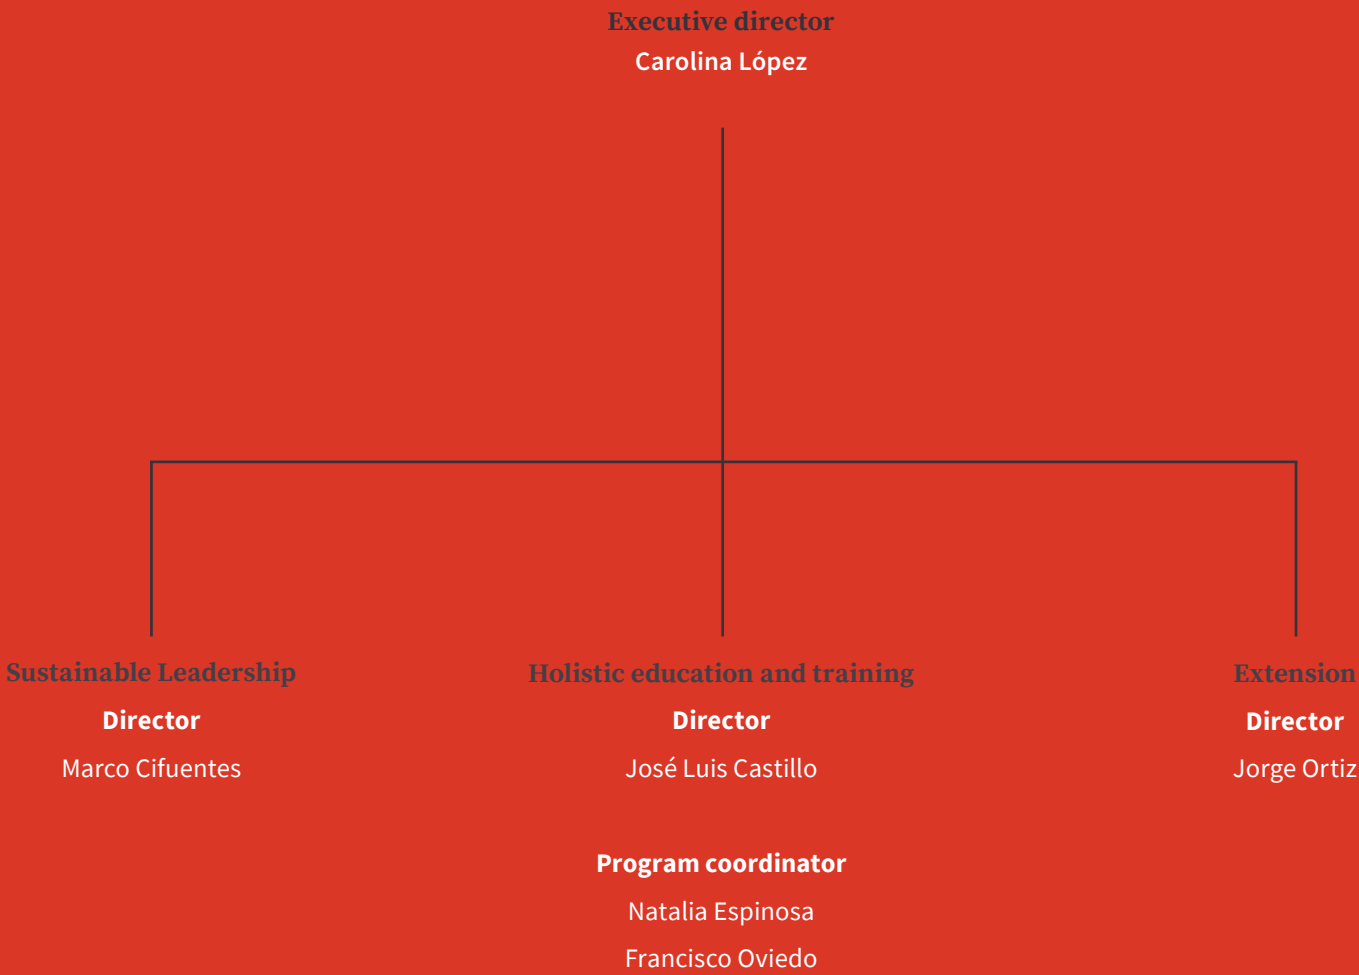 Executive director
Carolina López
Sustainable Leadership
Director
Marco Cifuentes
Holistic education and training
Director
José Luis Castillo
Program coordinator
Natalia Espinosa
Francisco Oviedo
Extension
Director
Jorge Ortiz